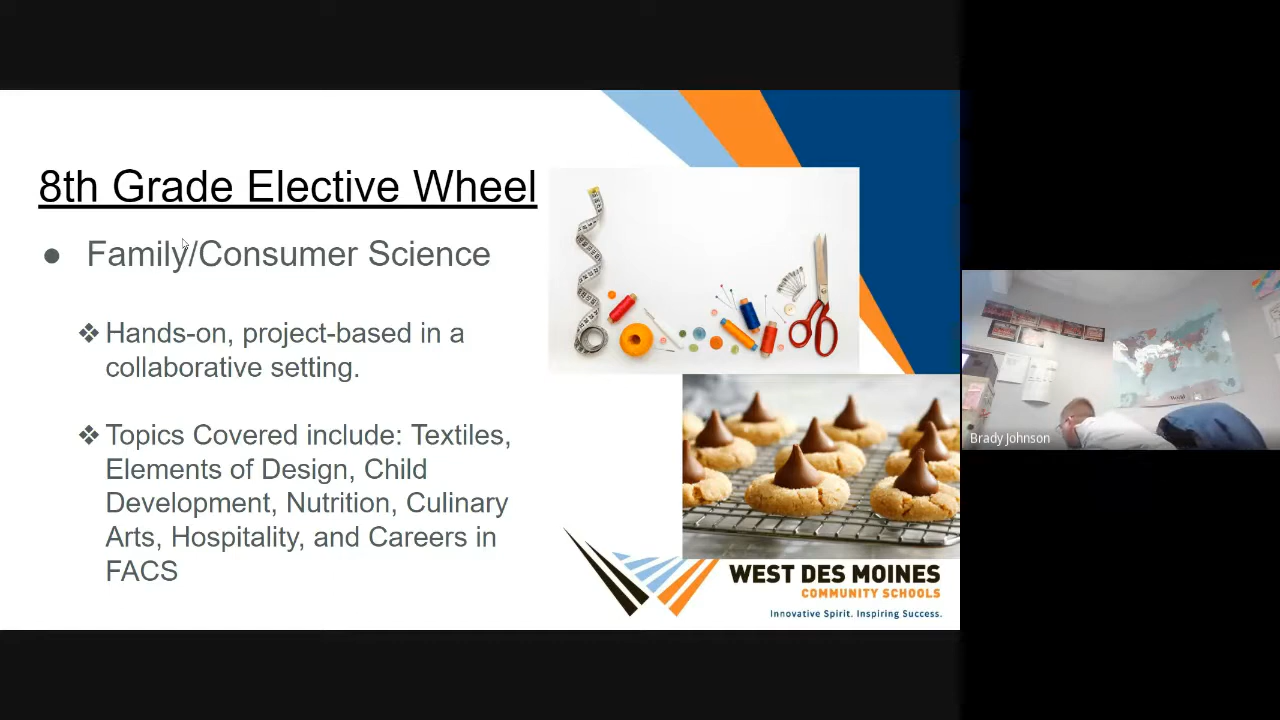 8th Grade Elective Wheel
● Family/Consumer Science
❖ Hands-on, project-based in a
collaborative setting.
❖ Topics Covered include: Textiles,
Elements of Design, Child
Development, Nutrition, Culinary
Arts, Hospitality, and Careers in
FACS
WEST DES MOINES
COMMUNITY SCHOOLS
Innovative Spirit. Inspiring Success.
Brady Johnson